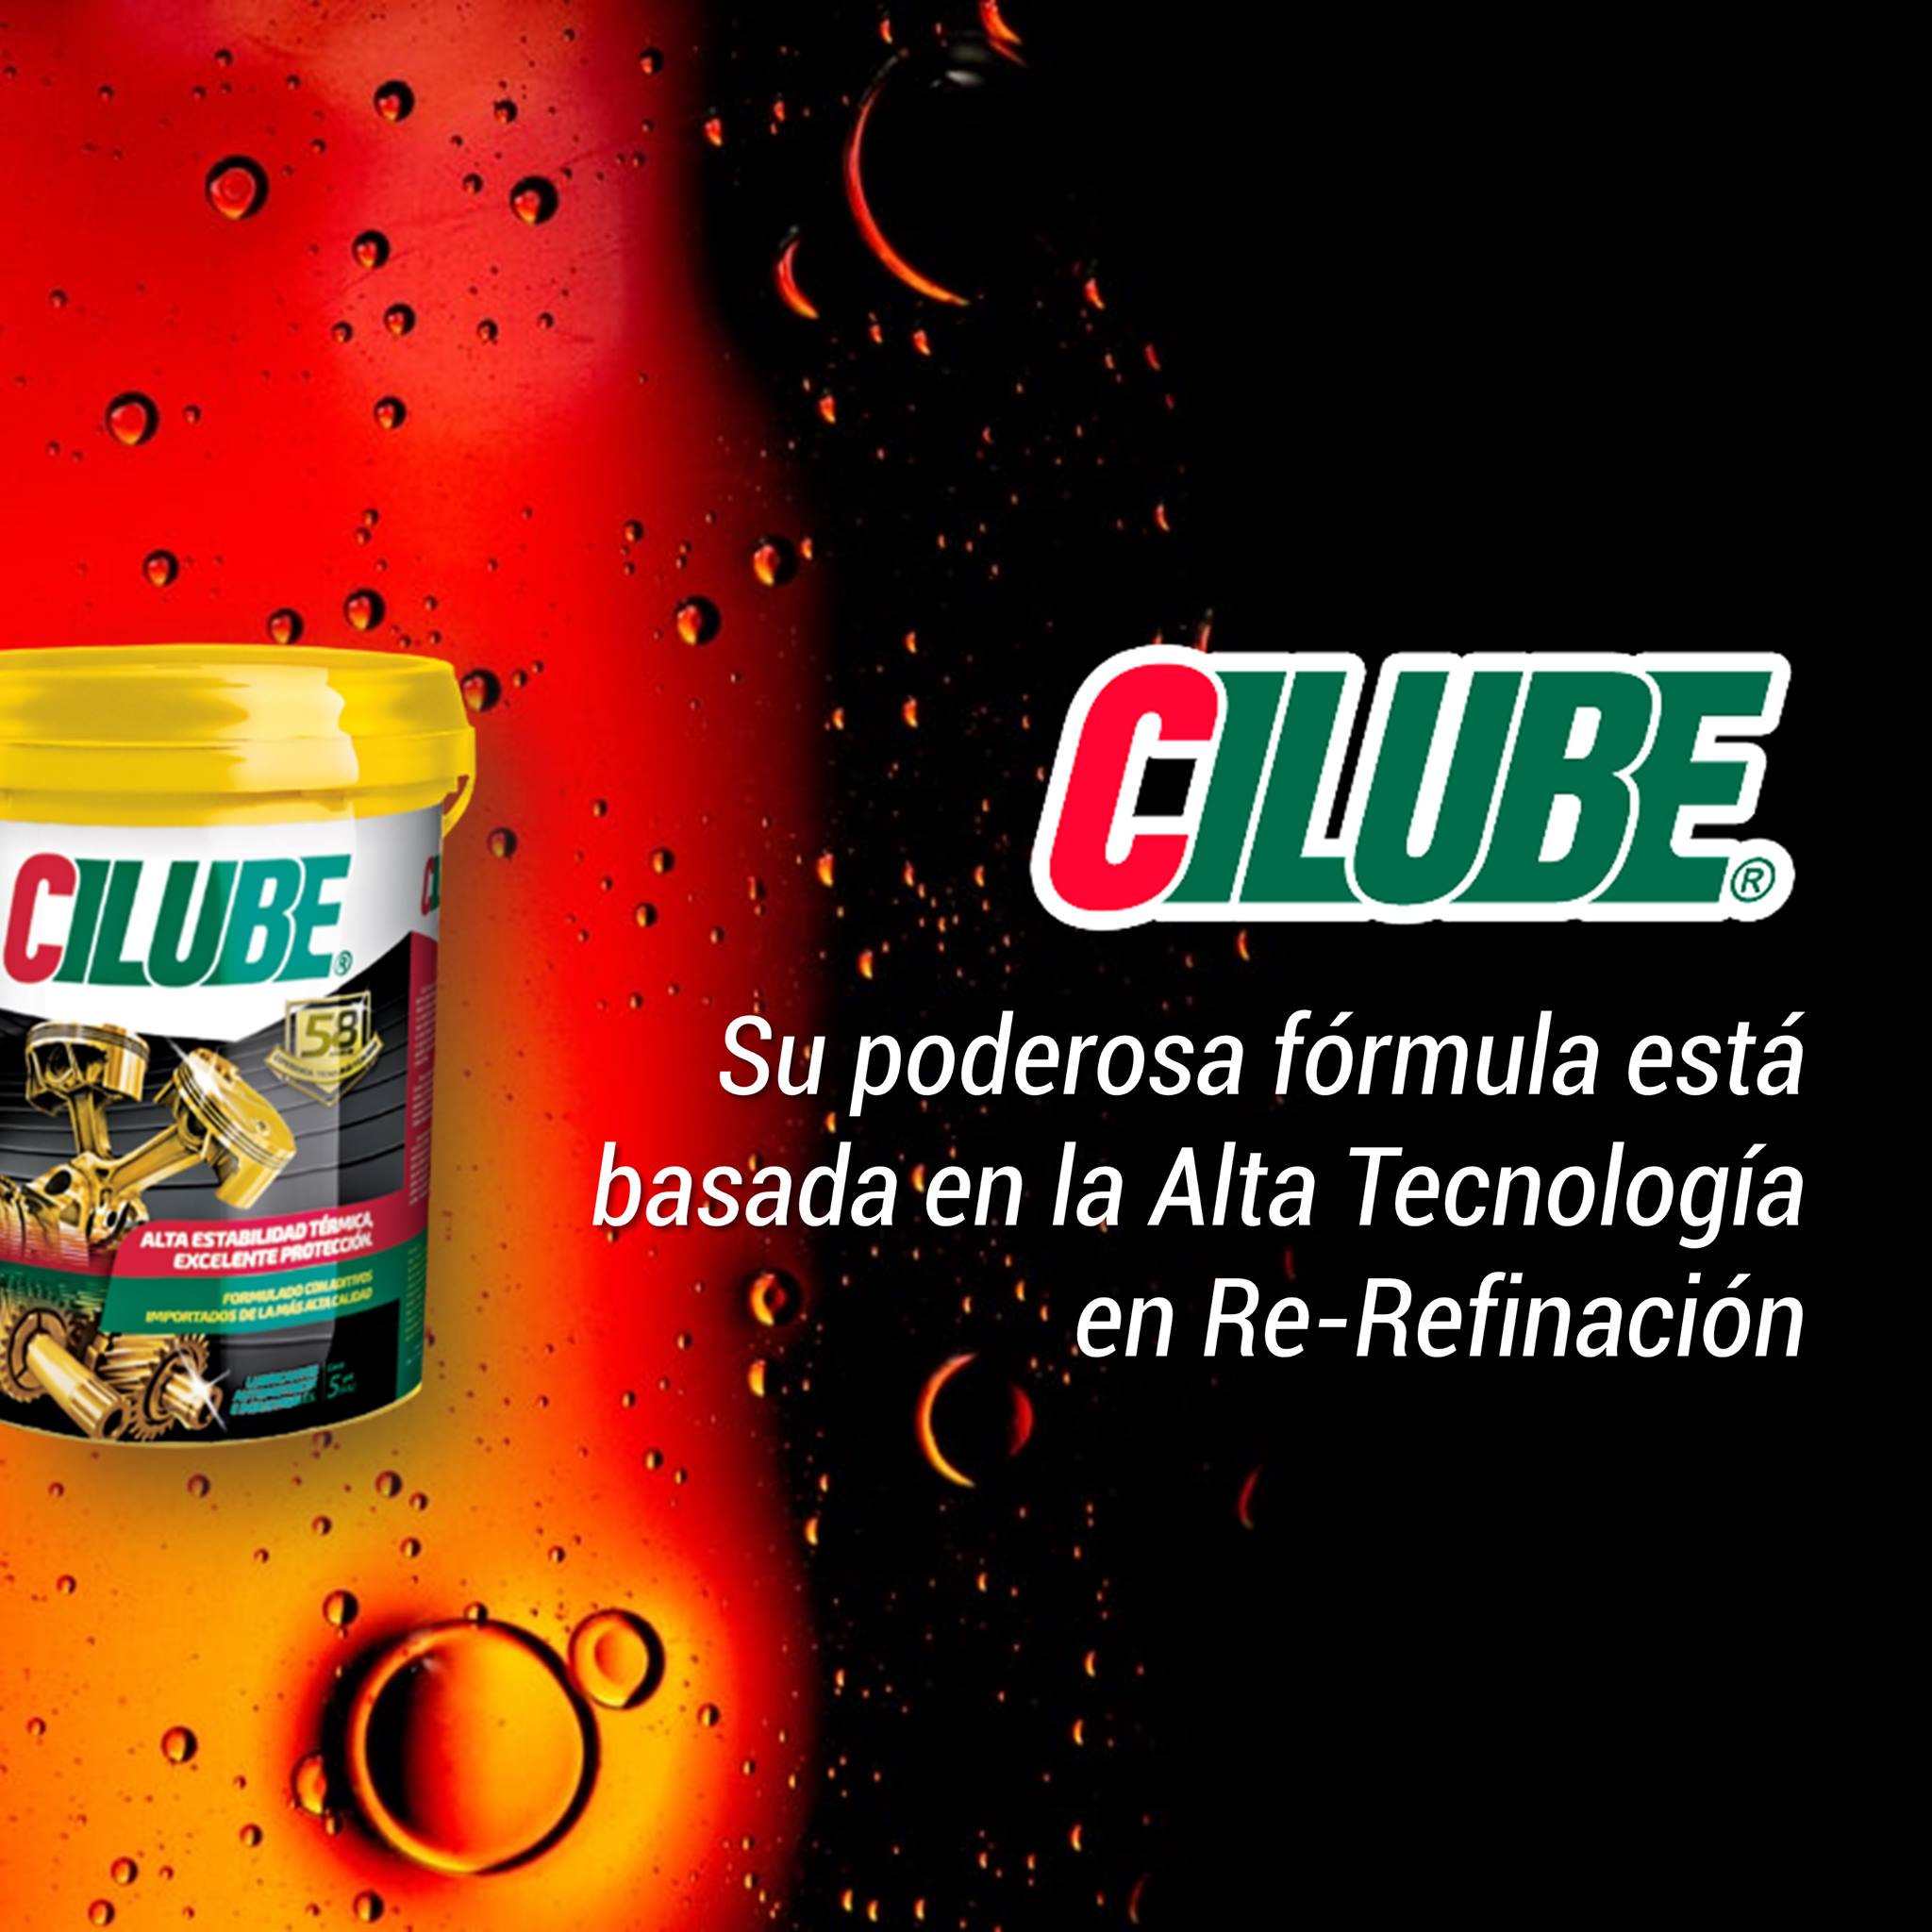 CILUBE®
Su poderosa fórmula está
basada en la Alta Tecnología
en Re-Refinación
CILUBE®
58
ALTA ESTABILIDAD TÉRMICA,
EXCELENTE PROTECCIÓN.
FORMULADO CON ADITIVOS
IMPORTADOS DE LA MÁS ALTA CALIDAD
5